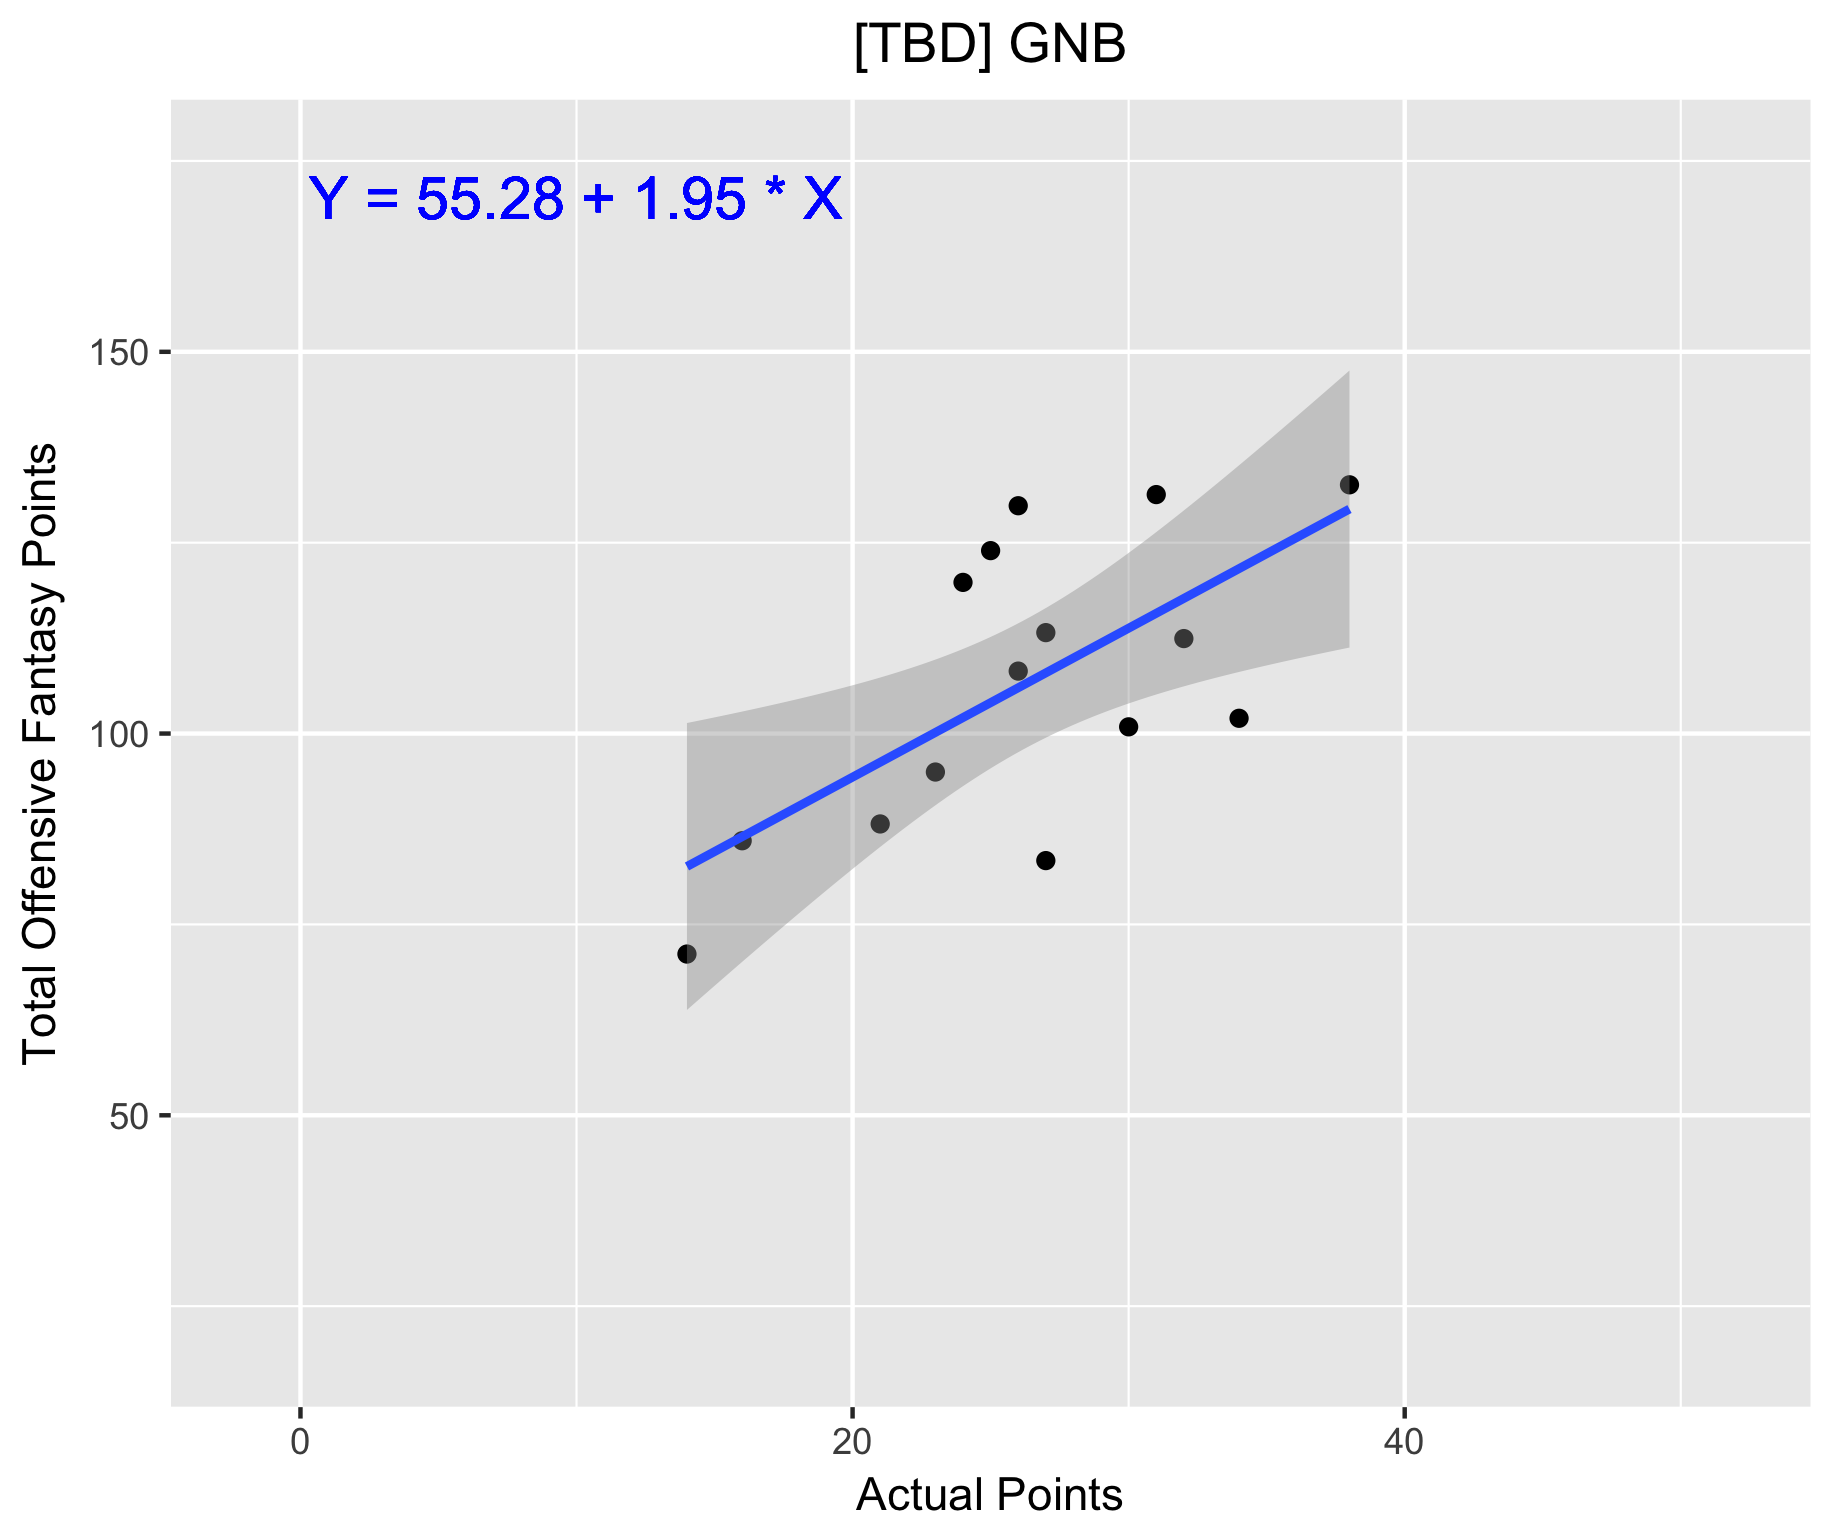 [TBD] GNB
Y = 55.28 + 1.95 * X
150
100
50
Total Offensive Fantasy Points
0 20 40
Actual Points